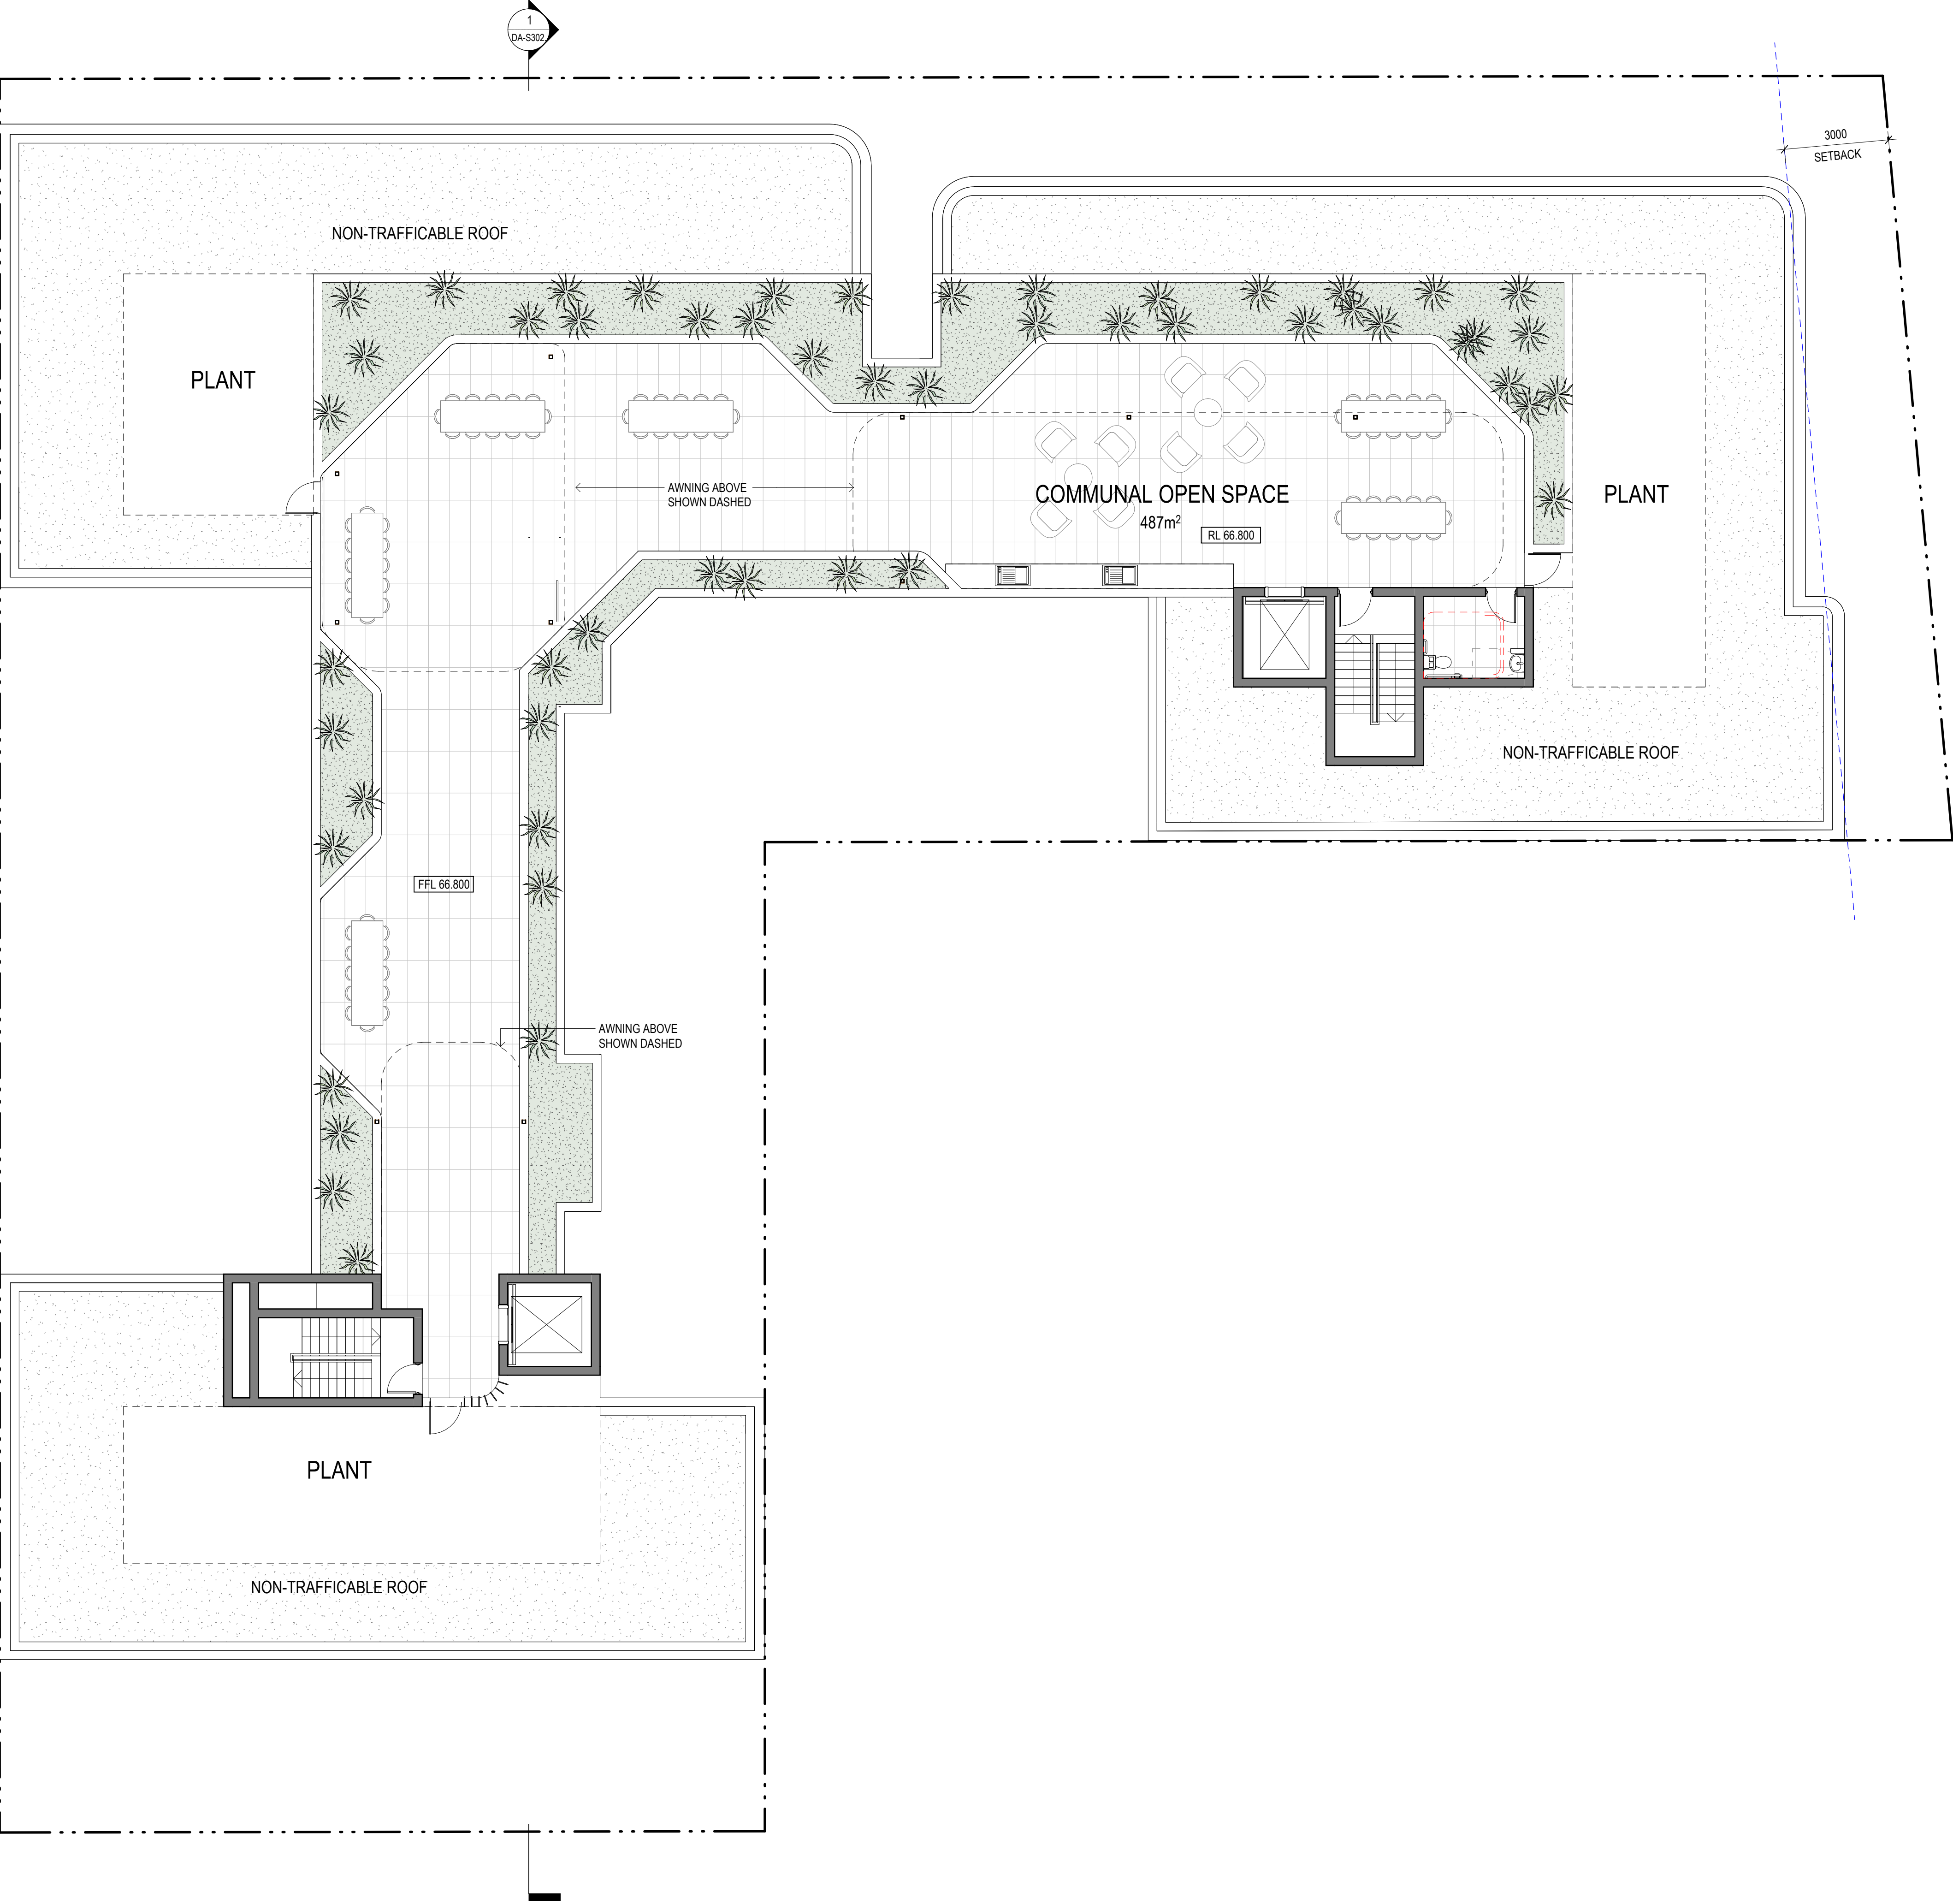 1
DA-S302
3000
SETBACK
NON-TRAFFICABLE ROOF
PLANT
AWNING ABOVE
SHOWN DASHED
COMMUNAL OPEN SPACE
487m²
RL 66.800
PLANT
NON-TRAFFICABLE ROOF
FFL 66.800
AWNING ABOVE
SHOWN DASHED
PLANT
NON-TRAFFICABLE ROOF